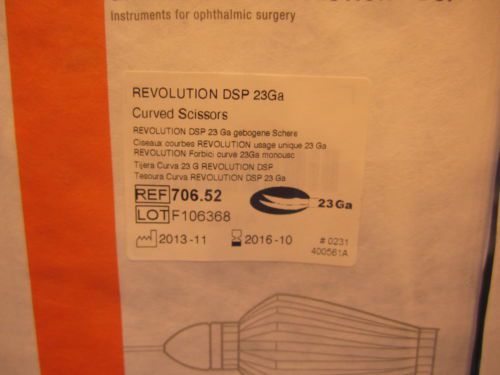 Instruments for ophthalmic surgery
REVOLUTION DSP 23Ga
Curved Scissors
REVOLUTION DSP 23 Ga gebogene Schere
Ciseaux courbes REVOLUTION usage unique 23 Ga
REVOLUTION Forbici curve 23Ga monousc
Tijera Curva 23 G REVOLUTION DSP
Tesoura Curva REVOLUTION DSP 23 Ga
REF 706.52
23 Ga
LOT F106368
2013-11 2016-10 # 0231
400561A